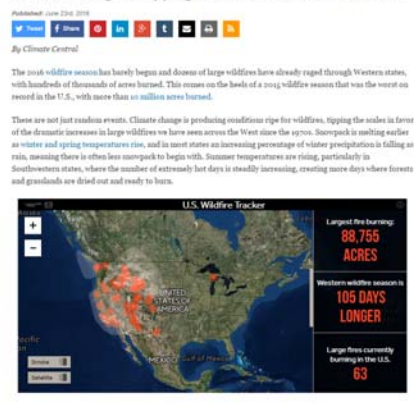 Published: June 23rd, 2016
Tweet Share
By Climate Central
The 2016 wildfire season has barely begun and dozens of large wildfires have already raged through Western states,
with hundreds of thousands of acres burned. This comes on the heels of a 2015 wildfire season that was the worst on
record in the U.S., with more than 10 million acres burned.
These are not just random events. Climate change is producing conditions ripe for wildfires, tipping the scales in favor
of the dramatic increases in large wildfires we have seen across the West since the 1970s. Snowpack is melting earlier
as winter and spring temperatures rise, and in most states an increasing percentage of winter precipitation is falling as
rain, meaning there is often less snowpack to begin with. Summer temperatures are rising, particularly in
Southwestern states, where the number of extremely hot days is steadily increasing, creating more days where forests
and grasslands are dried out and ready to burn.
U.S. Wildfire Tracker
Alaska
+
−
UNITED
STATES OF
AMERICA
Pacific
MEXICO
Gulf of Mexico
Smoke
Satellite
Largest fire burning:
88,755
ACRES
Western wildfire season is
105 DAYS
LONGER
Large fires currently
burning in the U.S.
63